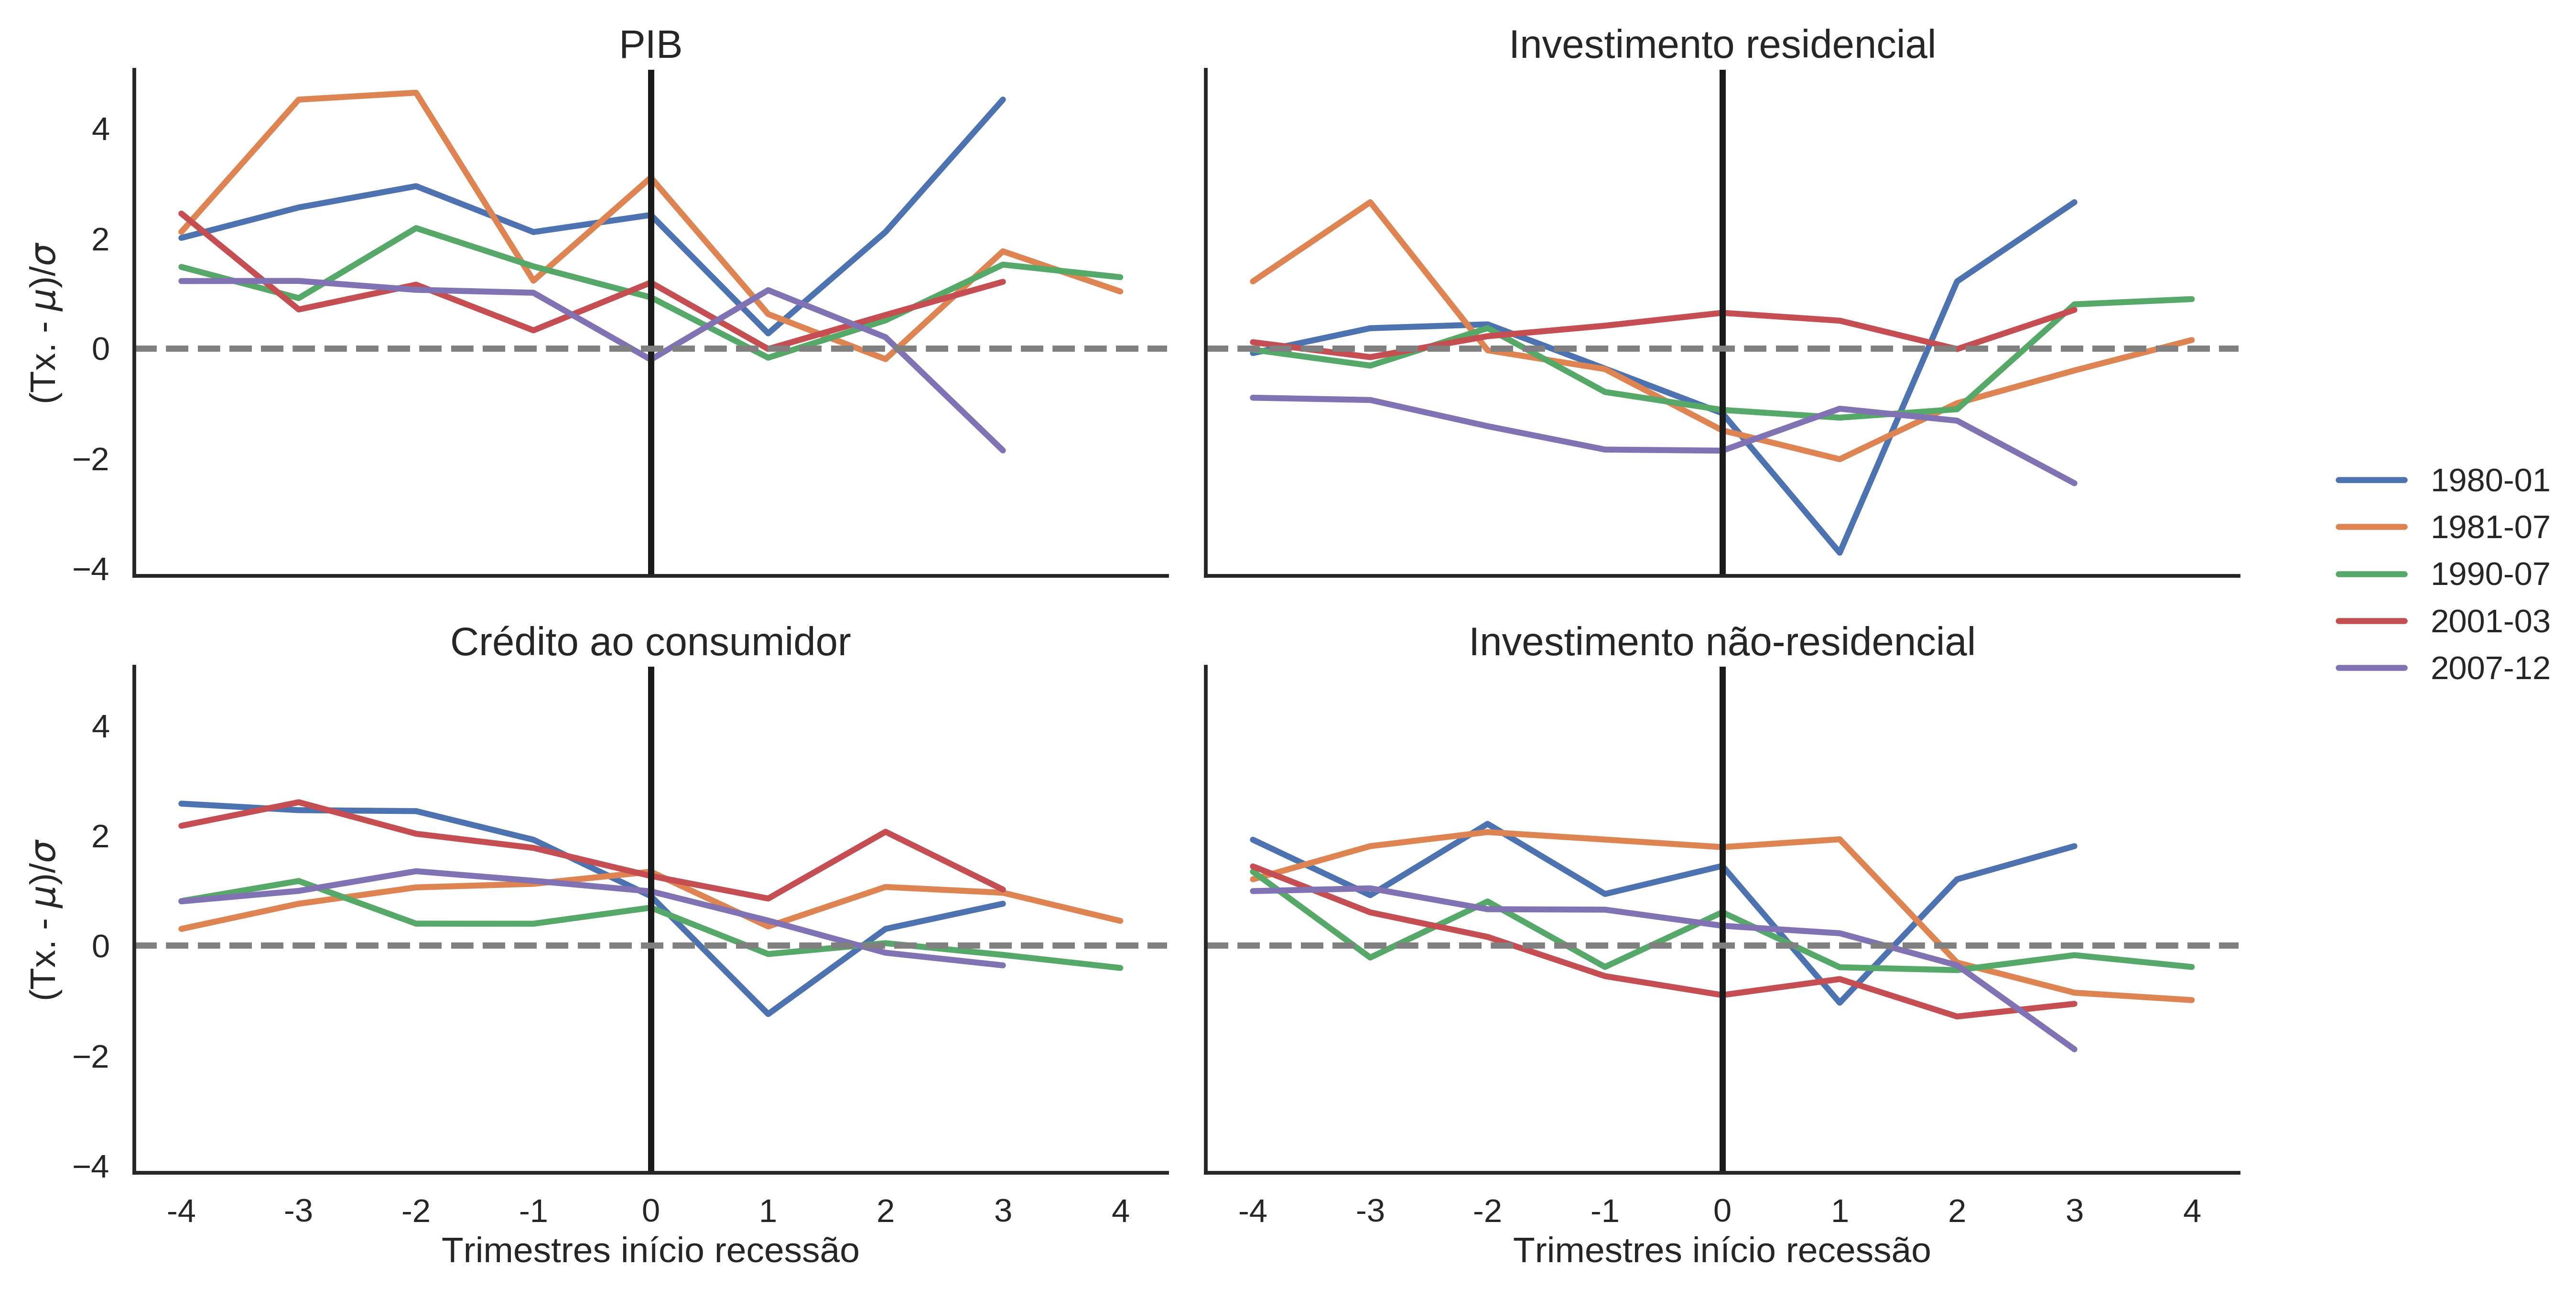 PIB
Investimento residencial
4
2
0
−2
−4
(Tx. - μ)/σ
1980-01
1981-07
1990-07
2001-03
2007-12
Crédito ao consumidor
Investimento não-residencial
4
2
0
−2
−4
(Tx. - μ)/σ
-4 -3 -2 -1 0 1 2 3 4
-4 -3 -2 -1 0 1 2 3 4
Trimestres início recessão
Trimestres início recessão